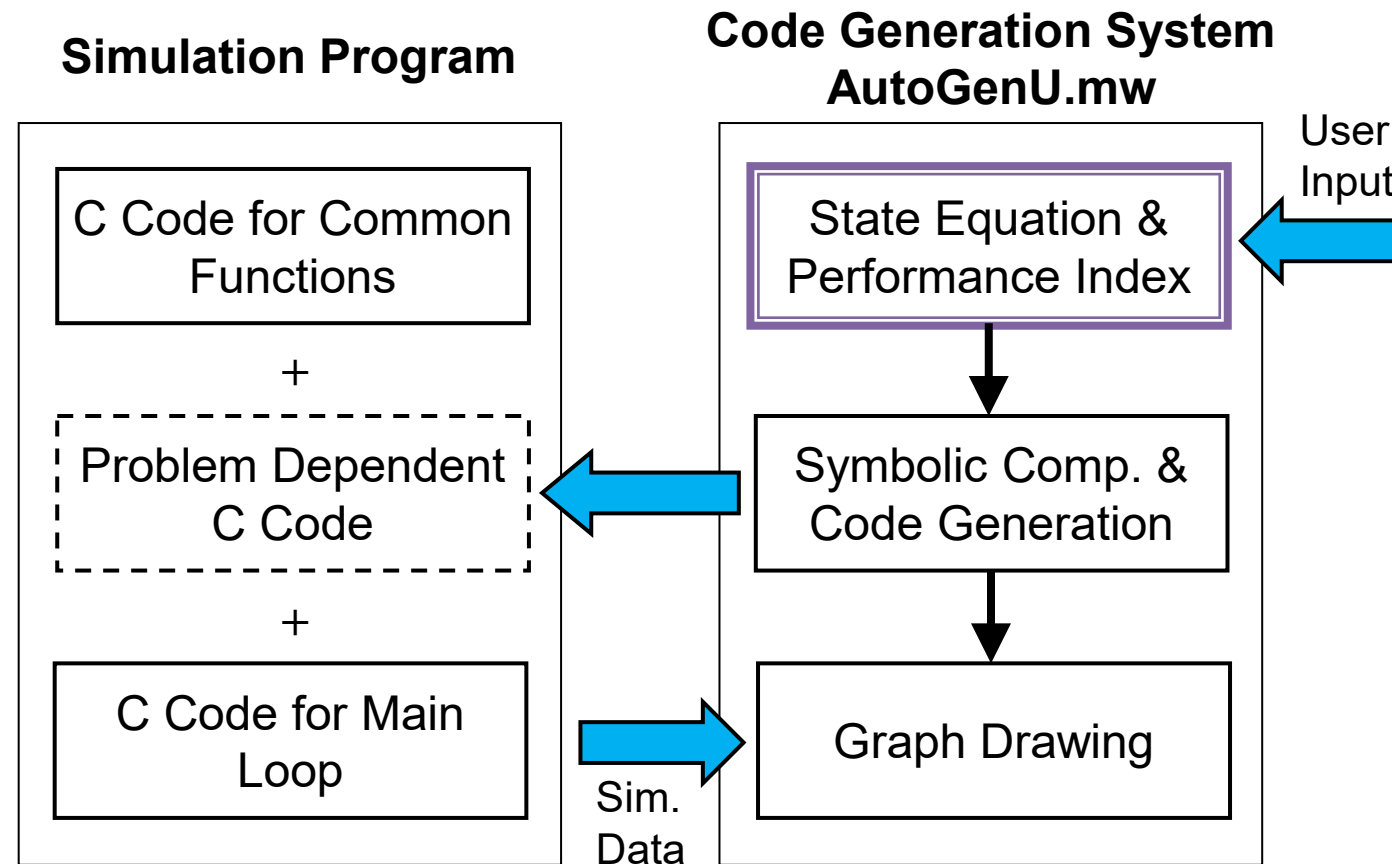 Simulation Program
C Code for Common
Functions
+
Problem Dependent
C Code
+
C Code for Main
Loop
Code Generation System
AutoGenU.mw
State Equation &
Performance Index
Symbolic Comp. &
Code Generation
Graph Drawing
User
Input
Sim.
Data